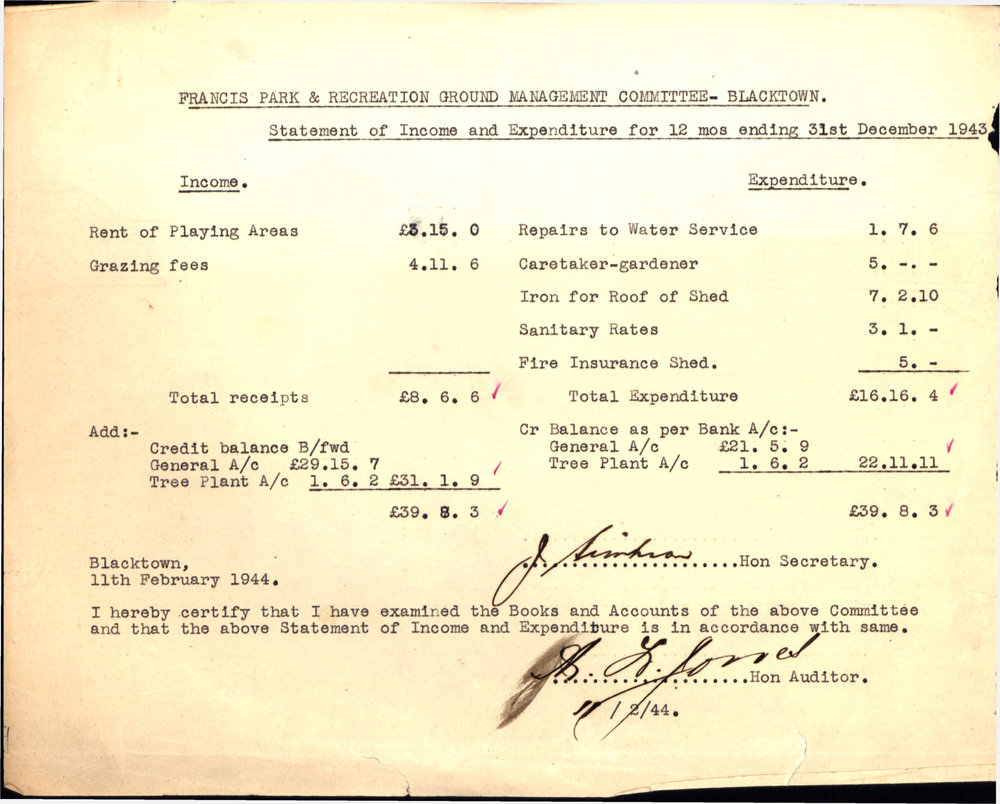 FRANCIS PARK & RECREATION GROUND MANAGEMENT COMMITTEE- BLACKTOWN.
Statement of Income and Expenditure for 12 mos ending 31st December 1943
Income. Expenditure.
Rent of Playing Areas £3.15. 0 Repairs to Water Service 1. 7. 6
Grazing fees 4.11. 6 Caretaker-gardener 5. -. -
Iron for Roof of Shed 7. 2.10
Sanitary Rates 3. 1. -
Fire Insurance Shed. 5. -
Total receipts £8. 6. 6 Total Expenditure £16.16. 4
Add:- Cr Balance as per Bank A/c:-
Credit balance B/fwd General A/c £21. 5. 9
General A/c £29.15. 7 Tree Plant A/c 1. 6. 2 22.11.11
Tree Plant A/c 1. 6. 2 £31. 1. 9
£39. 8. 3 £39. 8. 3
Blacktown, J ....................Hon Secretary.
11th February 1944.
I hereby certify that I have examined the Books and Accounts of the above Committee
and that the above Statement of Income and Expenditure is in accordance with same.
Jones ....................Hon Auditor.
11/2/44.